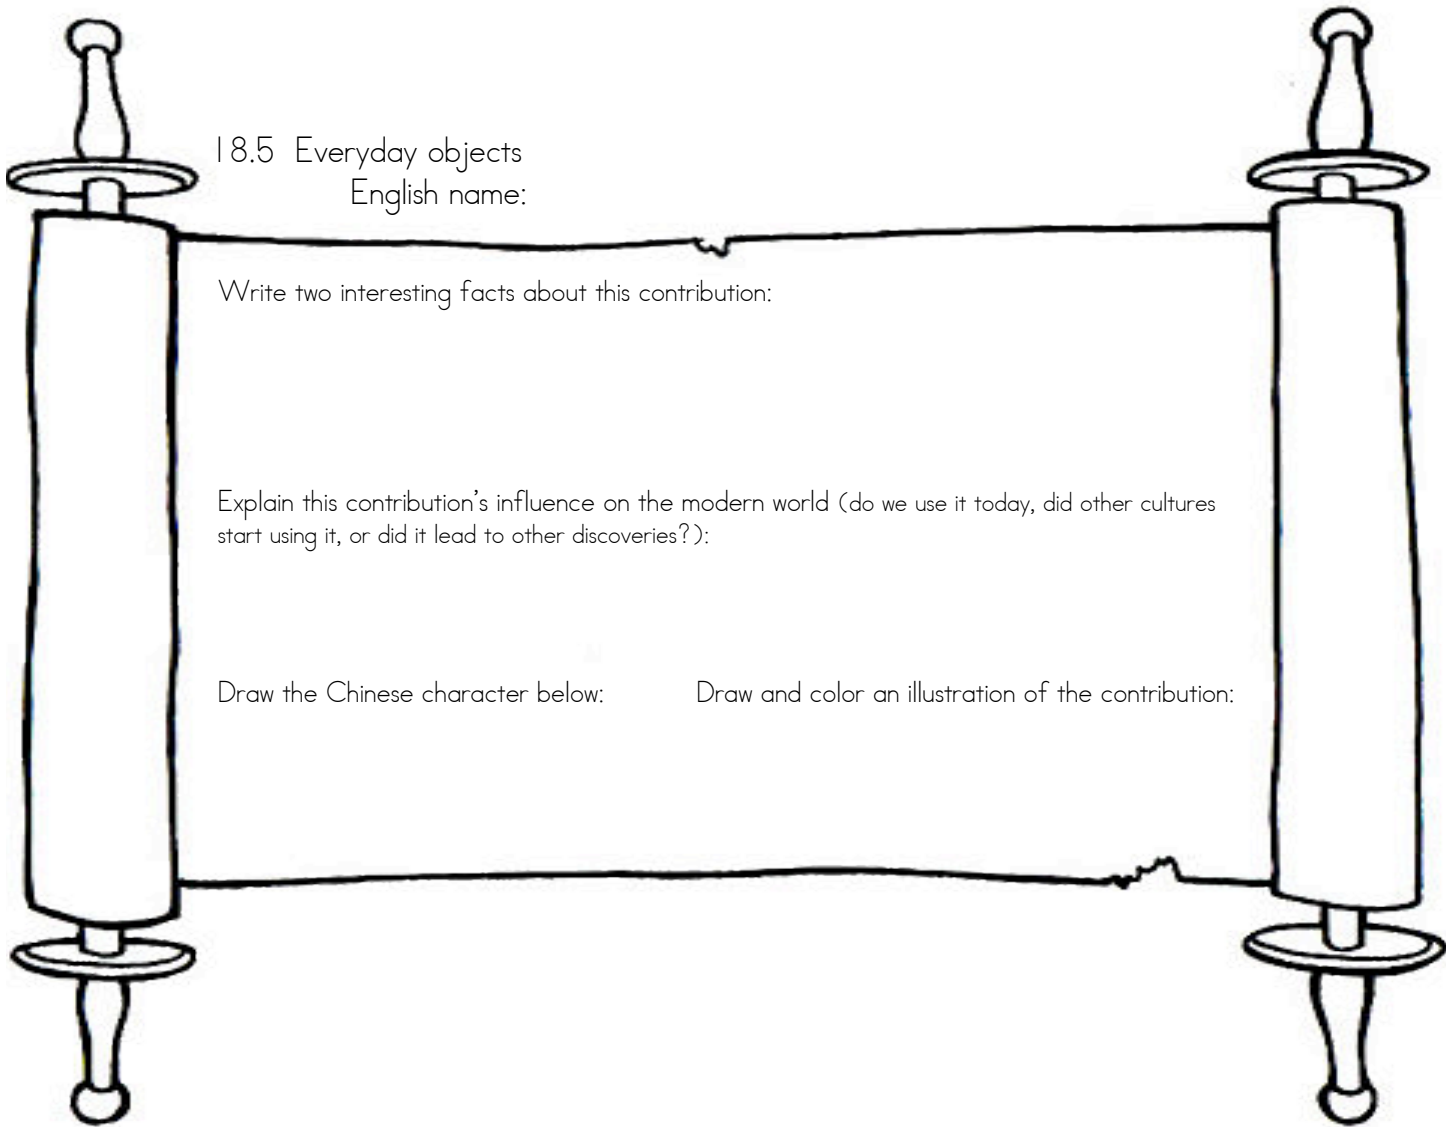 18.5 Everyday objects
English name:
Write two interesting facts about this contribution:
Explain this contribution's influence on the modern world (do we use it today, did other cultures
start using it, or did it lead to other discoveries?):
Draw the Chinese character below:
Draw and color an illustration of the contribution: